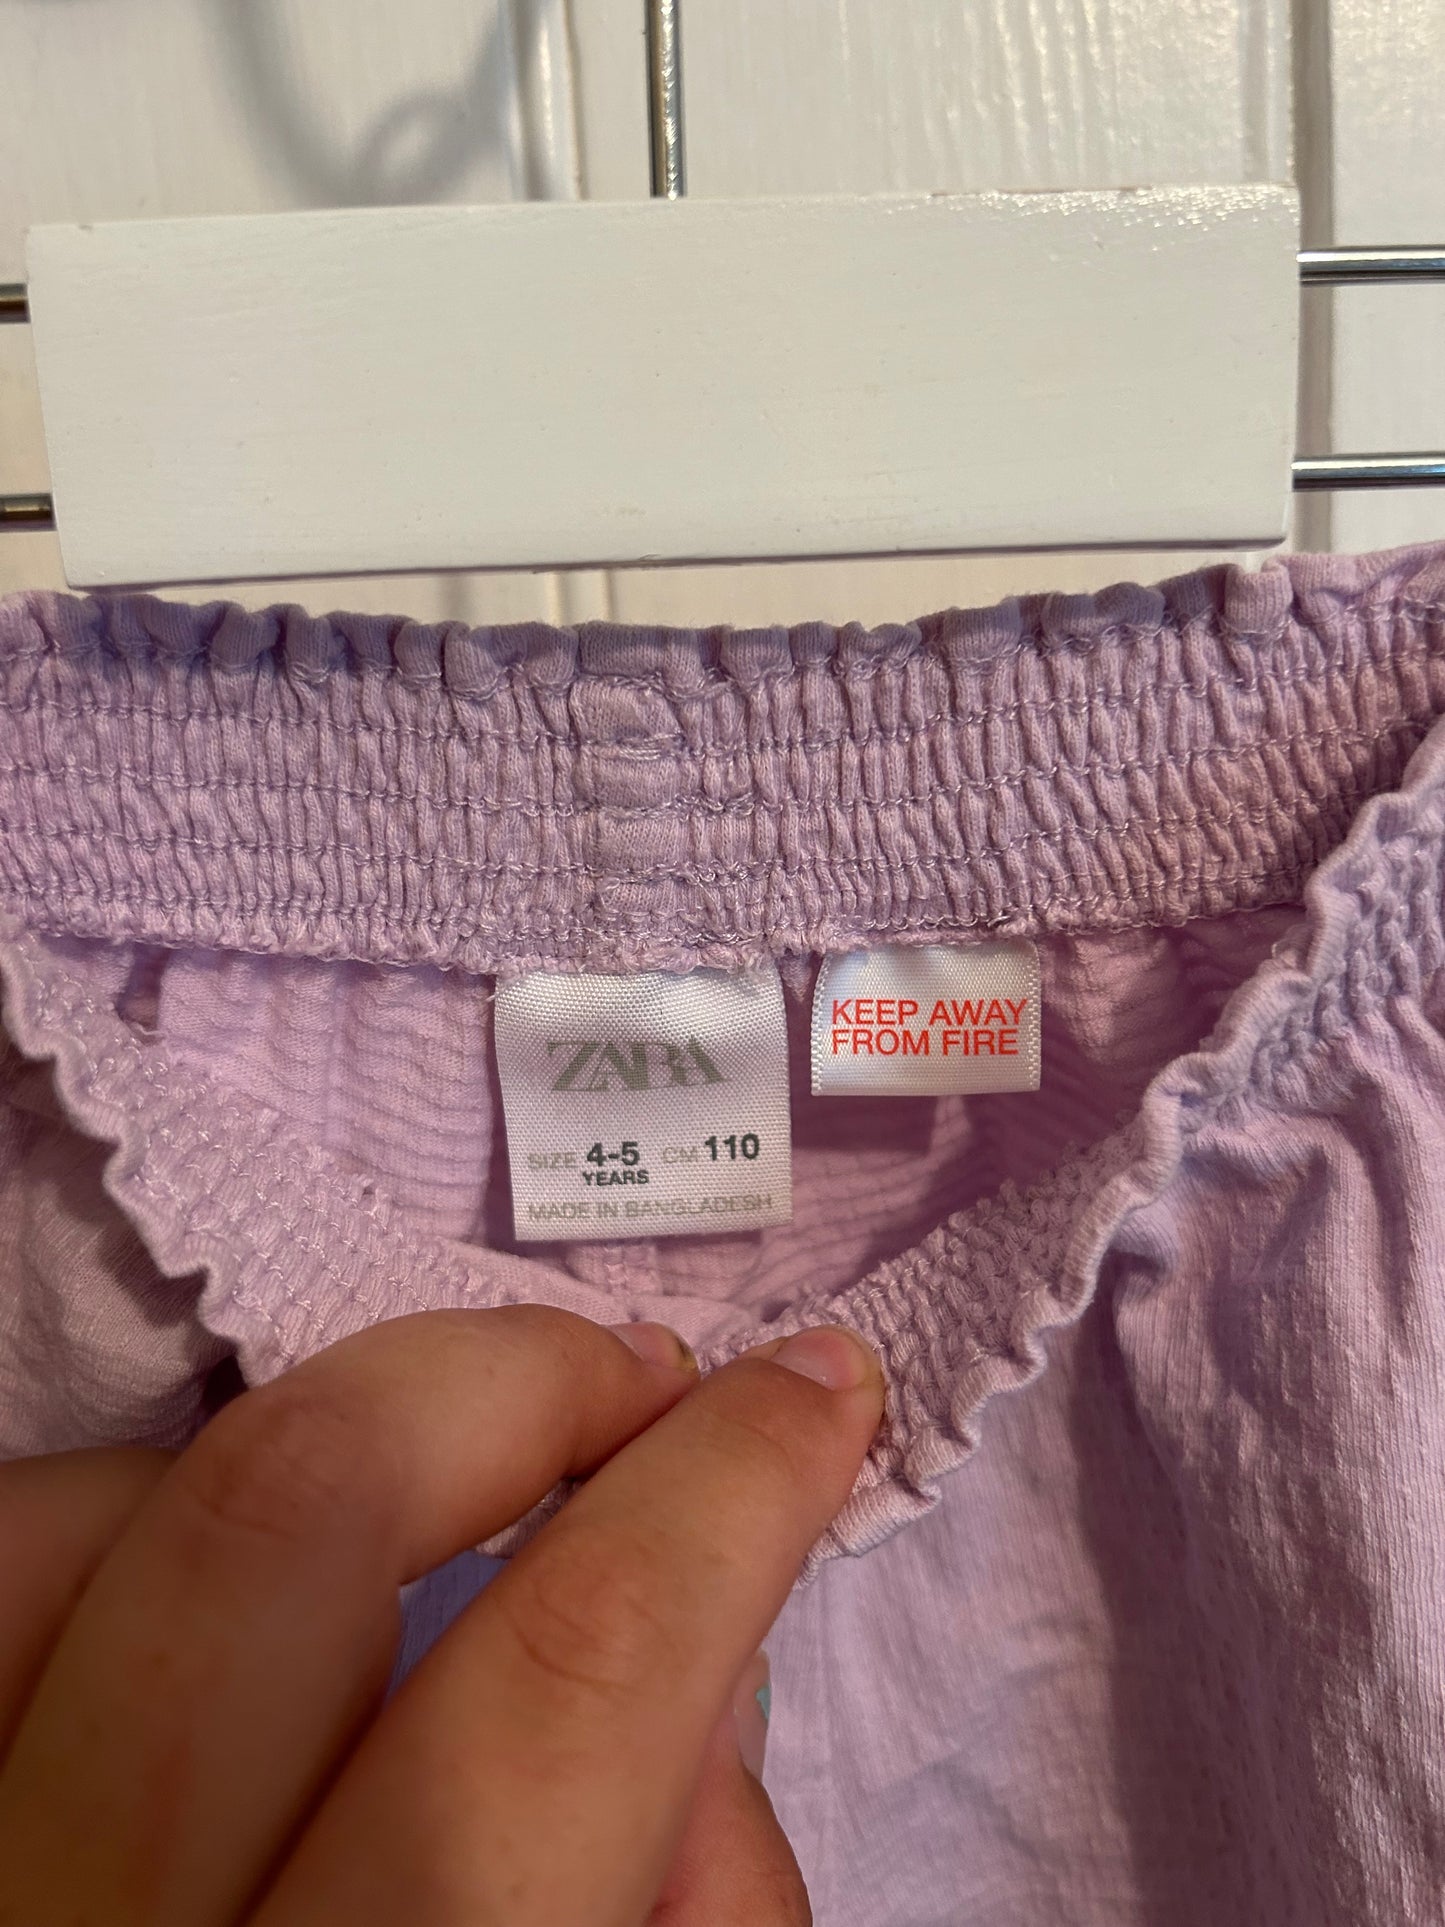 ZARA
SIZE 4-5 CM 110
YEARS
MADE IN BANGLADESH
KEEP AWAY
FROM FIRE